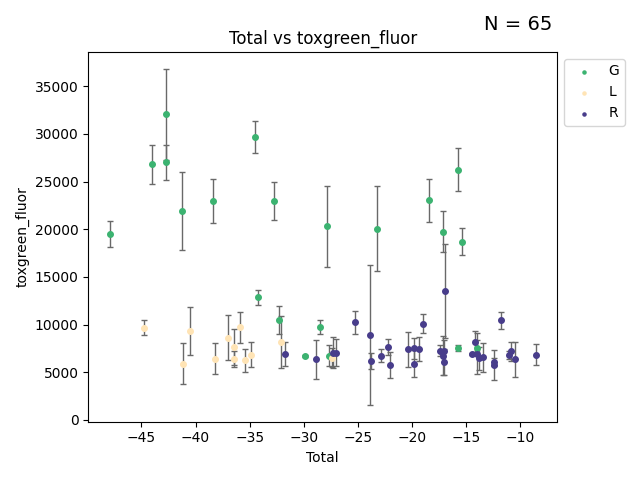 N = 65
Total vs toxgreen_fluor
G
L
R
toxgreen_fluor
35000
30000
25000
20000
15000
10000
5000
0
−45
−40
−35
−30
−25
−20
−15
−10
Total